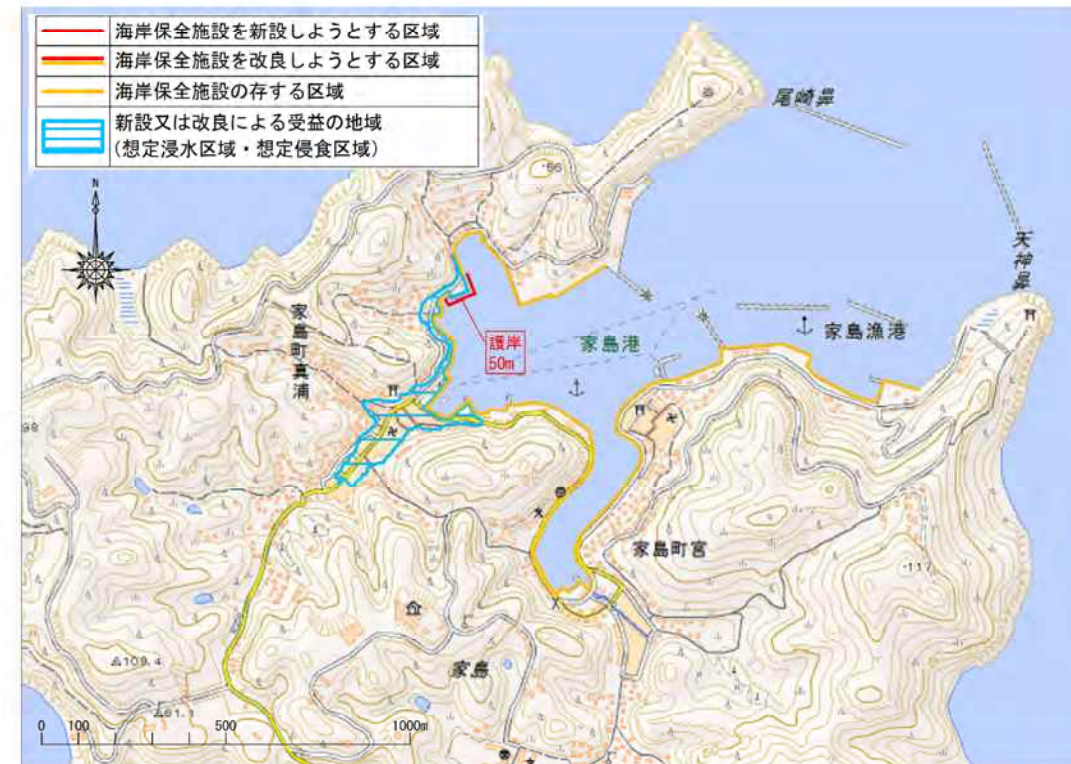 海岸保全施設を新設しようとする区域
海岸保全施設を改良しようとする区域
海岸保全施設の存する区域
新設又は改良による受益の地域
(想定浸水区域・想定侵食区域)
尾崎鼻
・66
N
天神鼻
家島町真浦
護岸
50m
家島港
家島漁港
98
家島町宮
・117
家島
109.4
61.1
0 100 500 1000m